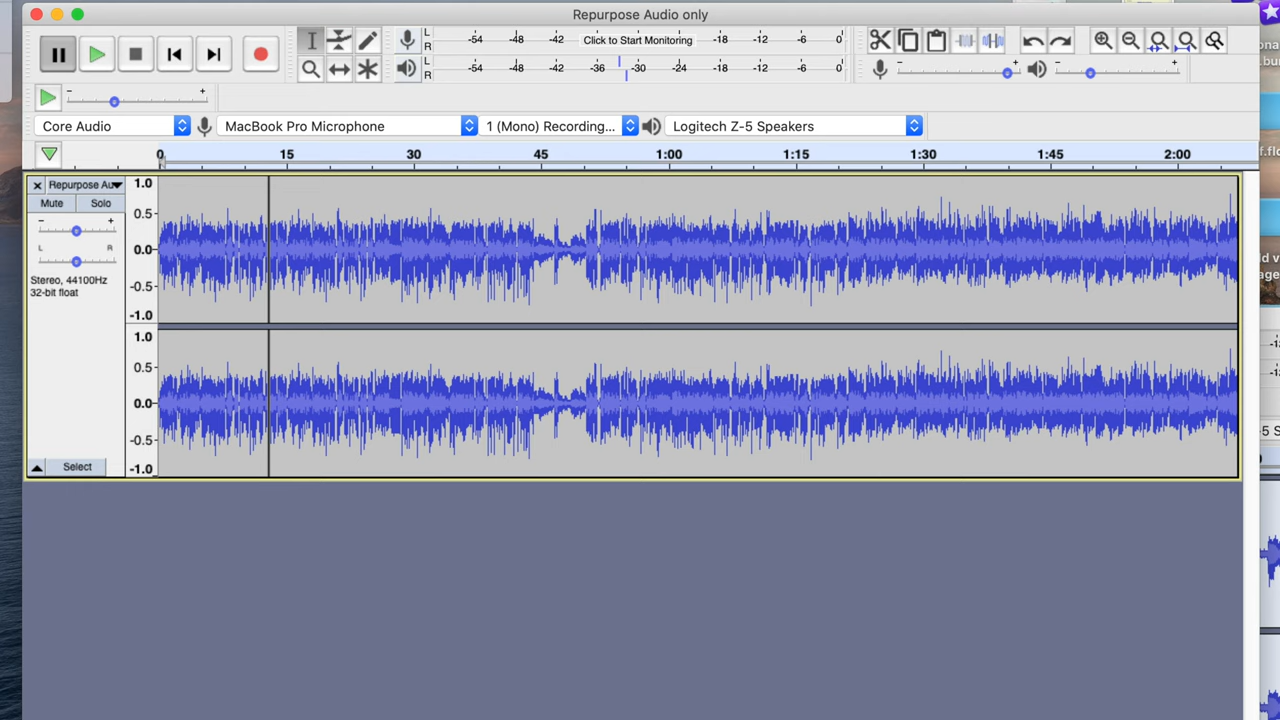 Repurpose Audio only
L
R
-54 -48 -42 Click to Start Monitoring -18 -12 -6 0
L
R
-54 -48 -42 -36 -30 -24 -18 -12 -6 0
- +
- +
- +
Core Audio MacBook Pro Microphone 1 (Mono) Recording... Logitech Z-5 Speakers
0 15 30 45 1:00 1:15 1:30 1:45 2:00
Repurpose Au
Mute Solo
- +
L R
Stereo, 44100Hz
32-bit float
Select
1.0
0.5
0.0
-0.5
-1.0
1.0
0.5
0.0
-0.5
-1.0